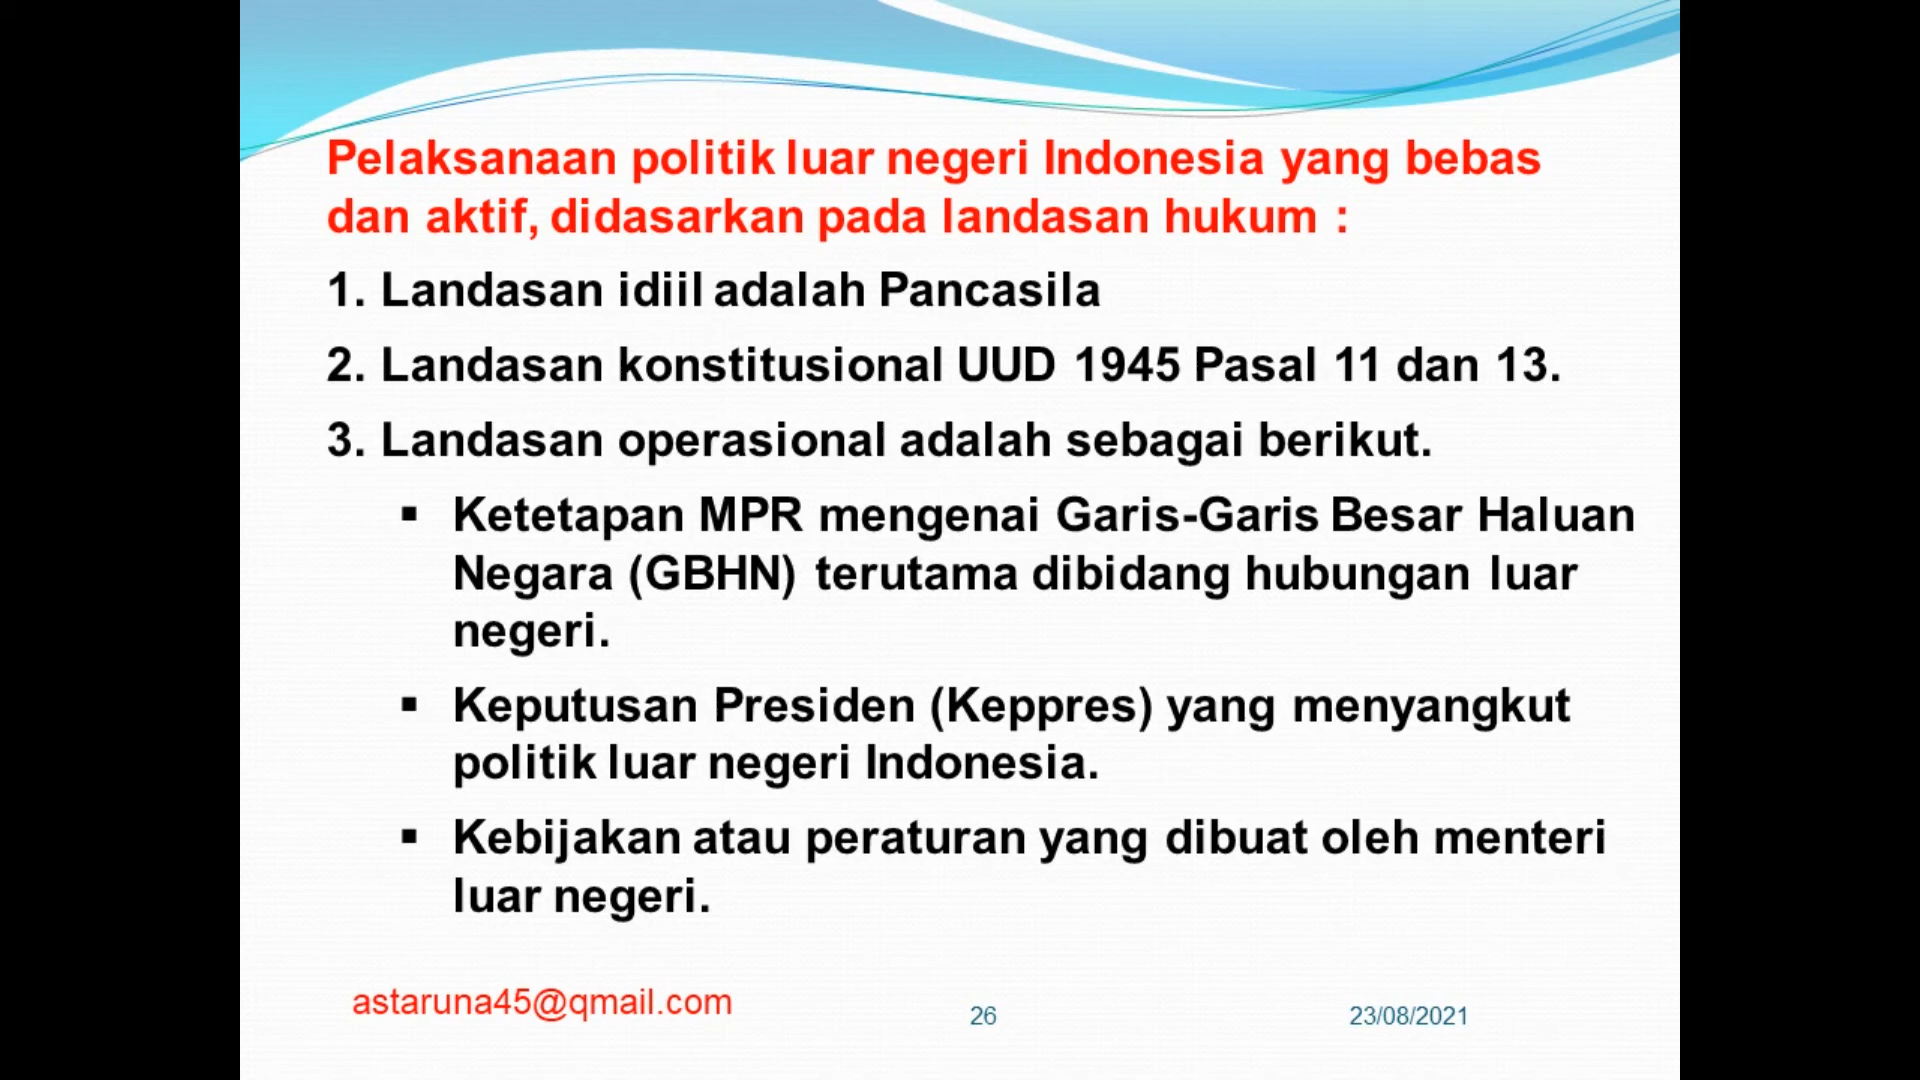 Pelaksanaan politik luar negeri Indonesia yang bebas
dan aktif, didasarkan pada landasan hukum :
1. Landasan idiil adalah Pancasila
2. Landasan konstitusional UUD 1945 Pasal 11 dan 13.
3. Landasan operasional adalah sebagai berikut.
▪ Ketetapan MPR mengenai Garis-Garis Besar Haluan
Negara (GBHN) terutama dibidang hubungan luar
negeri.
▪ Keputusan Presiden (Keppres) yang menyangkut
politik luar negeri Indonesia.
▪ Kebijakan atau peraturan yang dibuat oleh menteri
luar negeri.
astaruna45@qmail.com
26
23/08/2021